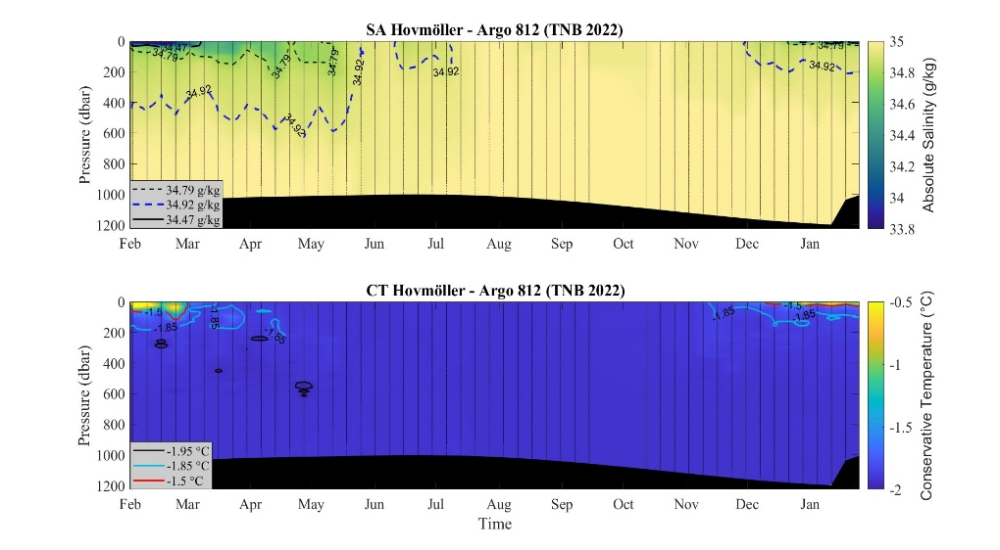 SA Hovmöller - Argo 812 (TNB 2022)
0
200
400
600
800
1000
1200
Pressure (dbar)
34.47
34.79
34.79
34.79
34.92
34.92
34.92
34.92
34.92
34.79
34.79 g/kg
34.92 g/kg
34.47 g/kg
Feb Mar Apr May Jun Jul Aug Sep Oct Nov Dec Jan
35
34.8
34.6
34.4
34.2
34
33.8
Absolute Salinity (g/kg)
CT Hovmöller - Argo 812 (TNB 2022)
0
200
400
600
800
1000
1200
Pressure (dbar)
-1.5
-1.85
-1.85
-1.85
-1.85
-1.5
-1.85
-1.95 °C
-1.85 °C
-1.5 °C
Feb Mar Apr May Jun Jul Aug Sep Oct Nov Dec Jan
Time
-0.5
-1
-1.5
-2
Conservative Temperature (°C)